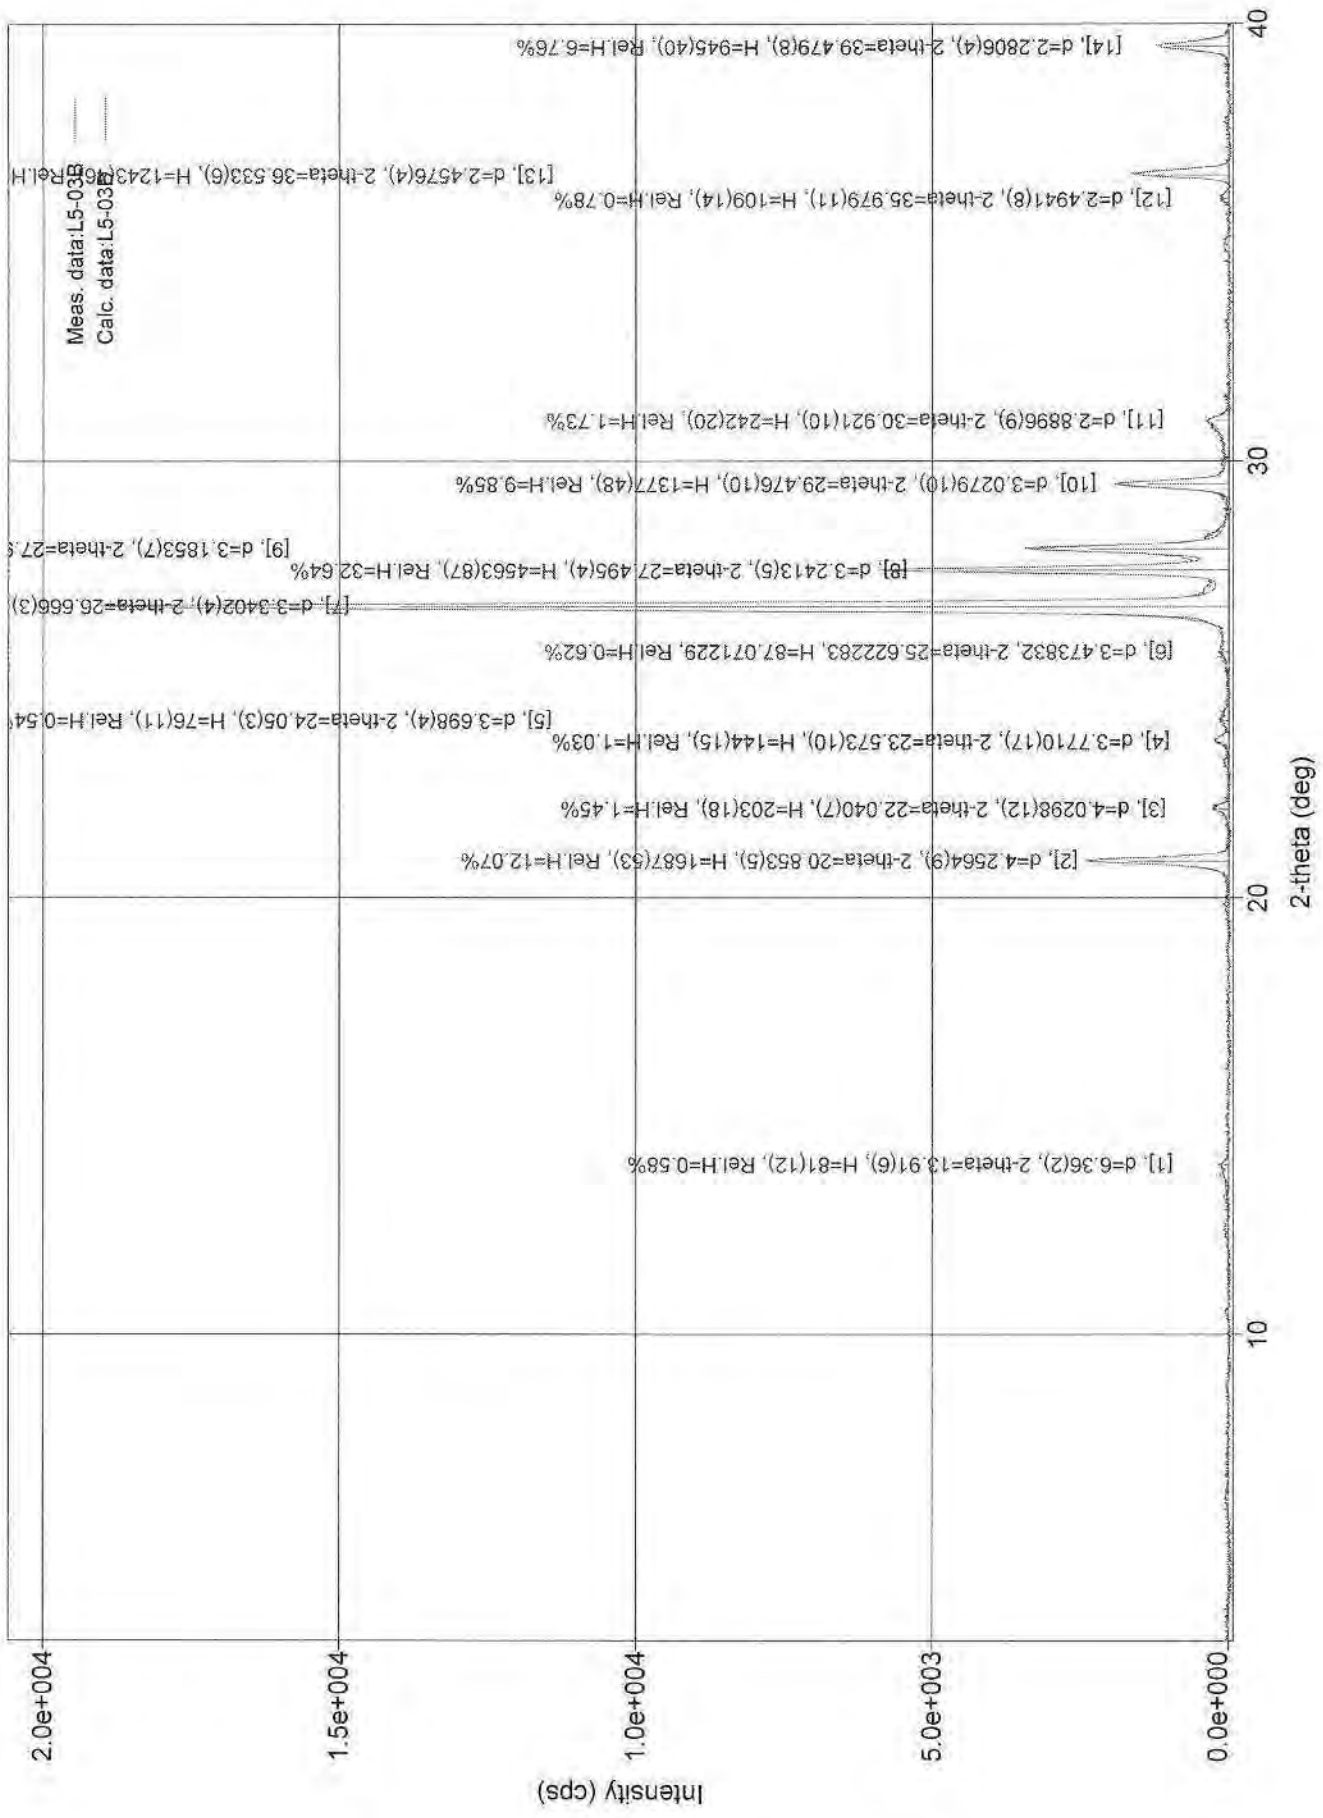 Meas. data:L5-03B
Calc. data:L5-03B
Intensity (cps)
2.0e+004
1.5e+004
1.0e+004
5.0e+003
0.0e+000
[1], d=6.36(2), 2-theta=13.91(6), H=81(12), Rel.H=0.58%
[2], d=4.2564(9), 2-theta=20.853(5), H=1687(53), Rel.H=12.07%
[3], d=4.0298(12), 2-theta=22.040(7), H=203(18), Rel.H=1.45%
[4], d=3.7710(17), 2-theta=23.573(10), H=144(15), Rel.H=1.03%
[5], d=3.698(4), 2-theta=24.05(3), H=76(11), Rel.H=0.54%
[6], d=3.473832, 2-theta=25.622283, H=87.071229, Rel.H=0.62%
[7], d=3.3402(4), 2-theta=26.666(3)
[8], d=3.2413(5), 2-theta=27.495(4), H=4563(87), Rel.H=32.64%
[9], d=3.1853(7), 2-theta=27.9
[10], d=3.0279(10), 2-theta=29.476(10), H=1377(48), Rel.H=9.85%
[11], d=2.8896(9), 2-theta=30.921(10), H=242(20), Rel.H=1.73%
[12], d=2.4941(8), 2-theta=35.979(11), H=109(14), Rel.H=0.78%
[13], d=2.4576(4), 2-theta=36.533(6), H=1243(46), Rel.H
[14], d=2.2806(4), 2-theta=39.479(8), H=945(40), Rel.H=6.76%
10
20
30
40
2-theta (deg)